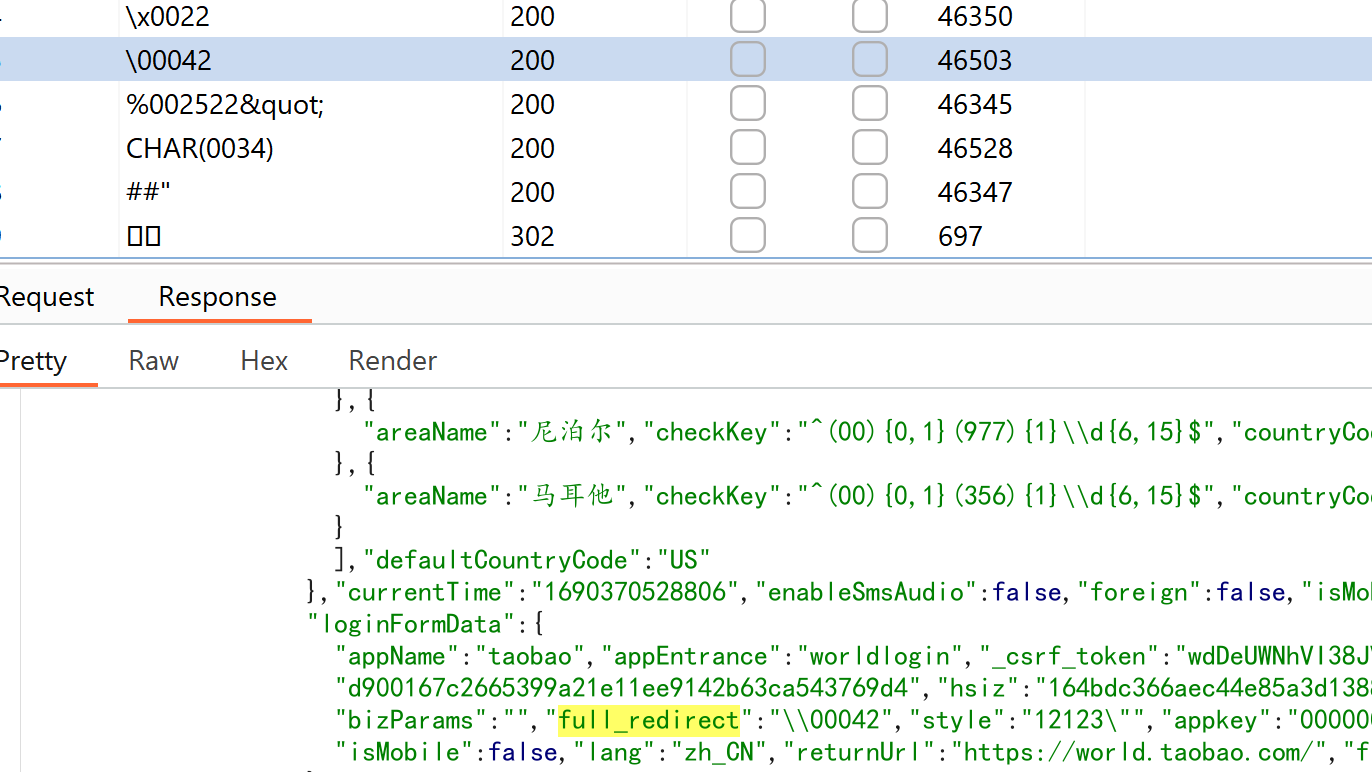 \x0022 200 46350
\00042 200 46503
%002522&quot; 200 46345
CHAR(0034) 200 46528
##" 200 46347
302 697
Request Response
Pretty Raw Hex Render
},{
"areaName":"尼泊尔","checkKey":"^(00){0,1}(977){1}\\d{6,15}$","countryCo
},{
"areaName":"马耳他","checkKey":"^(00){0,1}(356){1}\\d{6,15}$","countryCo
}
],"defaultCountryCode":"US"
},"currentTime":"1690370528806","enableSmsAudio":false,"foreign":false,"isMo
"loginFormData":{
"appName":"taobao","appEntrance":"worldlogin","_csrf_token":"wdDeUWNhVI38J
"d900167c2665399a21e11ee9142b63ca543769d4","hsiz":"164bdc366aec44e85a3d138
"bizParams":"","full_redirect":"\\00042","style":"12123\"","appkey":"00000
"isMobile":false,"lang":"zh_CN","returnUrl":"https://world.taobao.com/","f